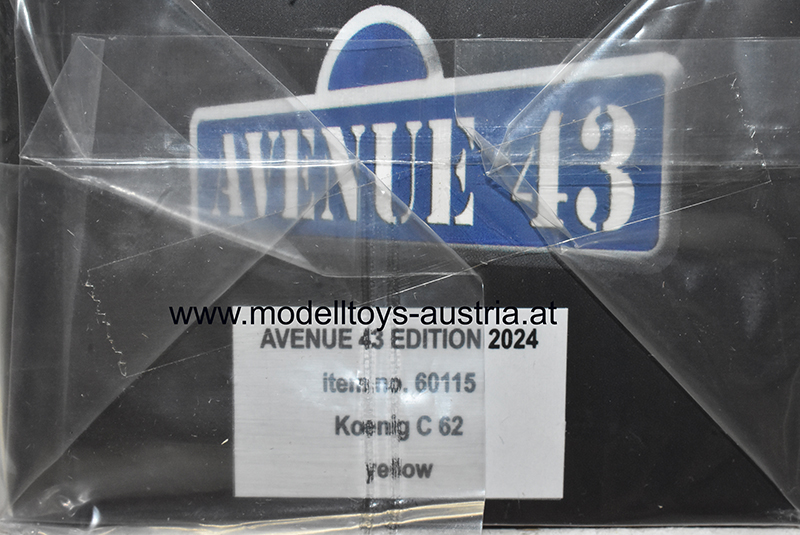 AVENUE 43
www.modelltoys-austria.at
AVENUE 43 EDITION 2024
item no. 60115
Koenig C 62
yellow